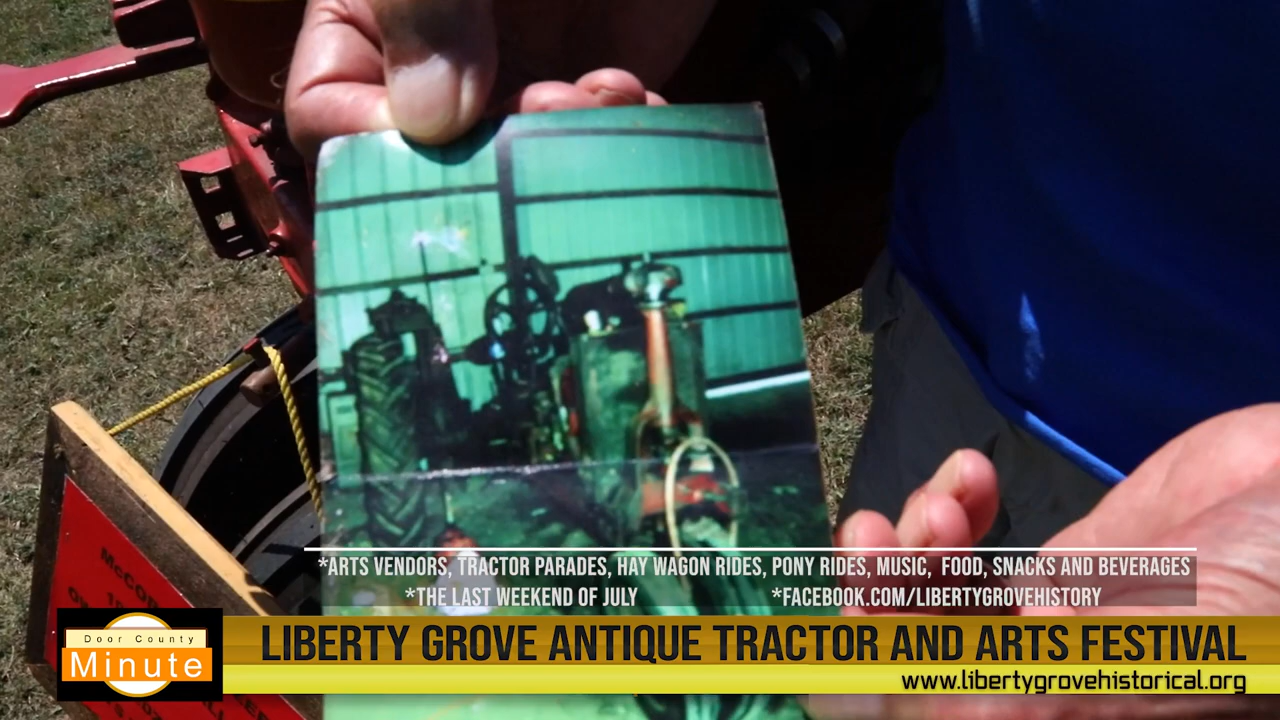 *ARTS VENDORS, TRACTOR PARADES, HAY WAGON RIDES, PONY RIDES, MUSIC, FOOD, SNACKS AND BEVERAGES
*THE LAST WEEKEND OF JULY *FACEBOOK.COM/LIBERTYGROVEHISTORY
Door County
Minute
LIBERTY GROVE ANTIQUE TRACTOR AND ARTS FESTIVAL
www.libertygrovehistorical.org